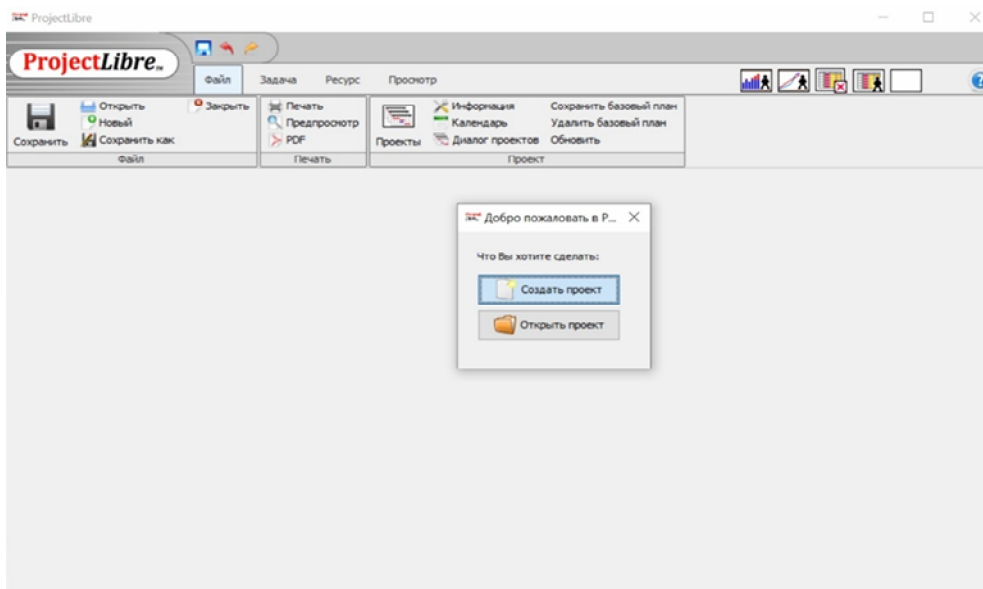 ProjectLibre
ProjectLibre
Файл Задача Ресурс Просмотр
Сохранить
Открыть
Новый
Сохранить как
Закрыть
Файл
Печать
Предпросмотр
PDF
Печать
Проекты
Информация
Календарь
Диалог проектов
Сохранить базовый план
Удалить базовый план
Обновить
Проект
Добро пожаловать в P...
Что Вы хотите сделать:
Создать проект
Открыть проект